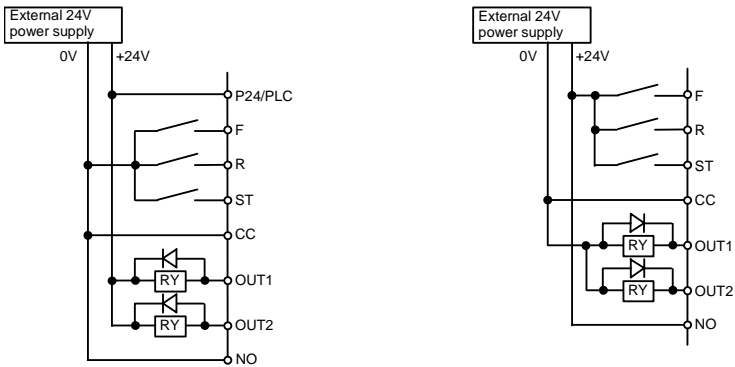 External 24V
power supply
0V
+24V
P24/PLC
F
R
ST
CC
RY
OUT1
RY
OUT2
NO
External 24V
power supply
0V
+24V
F
R
ST
CC
RY
OUT1
RY
OUT2
NO